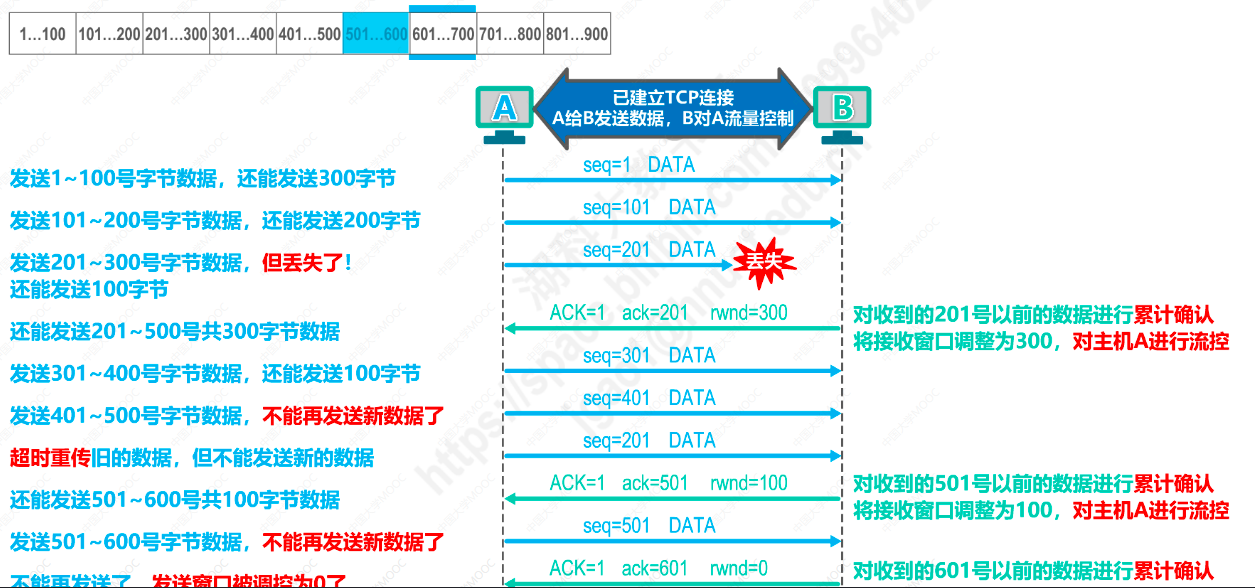 1…100 101…200 201…300 301…400 401…500 501…600 601…700 701…800 801…900
已建立TCP连接
A给B发送数据，B对A流量控制
A
B
seq=1 DATA
发送1~100号字节数据，还能发送300字节
seq=101 DATA
发送101~200号字节数据，还能发送200字节
seq=201 DATA
丢失
发送201~300号字节数据，但丢失了！
还能发送100字节
ACK=1 ack=201 rwnd=300
对收到的201号以前的数据进行累计确认
将接收窗口调整为300，对主机A进行流控
还能发送201~500号共300字节数据
seq=301 DATA
发送301~400号字节数据，还能发送100字节
seq=401 DATA
发送401~500号字节数据，不能再发送新数据了
seq=201 DATA
超时重传旧的数据，但不能发送新的数据
ACK=1 ack=501 rwnd=100
对收到的501号以前的数据进行累计确认
将接收窗口调整为100，对主机A进行流控
还能发送501~600号共100字节数据
seq=501 DATA
发送501~600号字节数据，不能再发送新数据了
ACK=1 ack=601 rwnd=0
对收到的601号以前的数据进行累计确认
不能再发送了，发送窗口被调控为0了